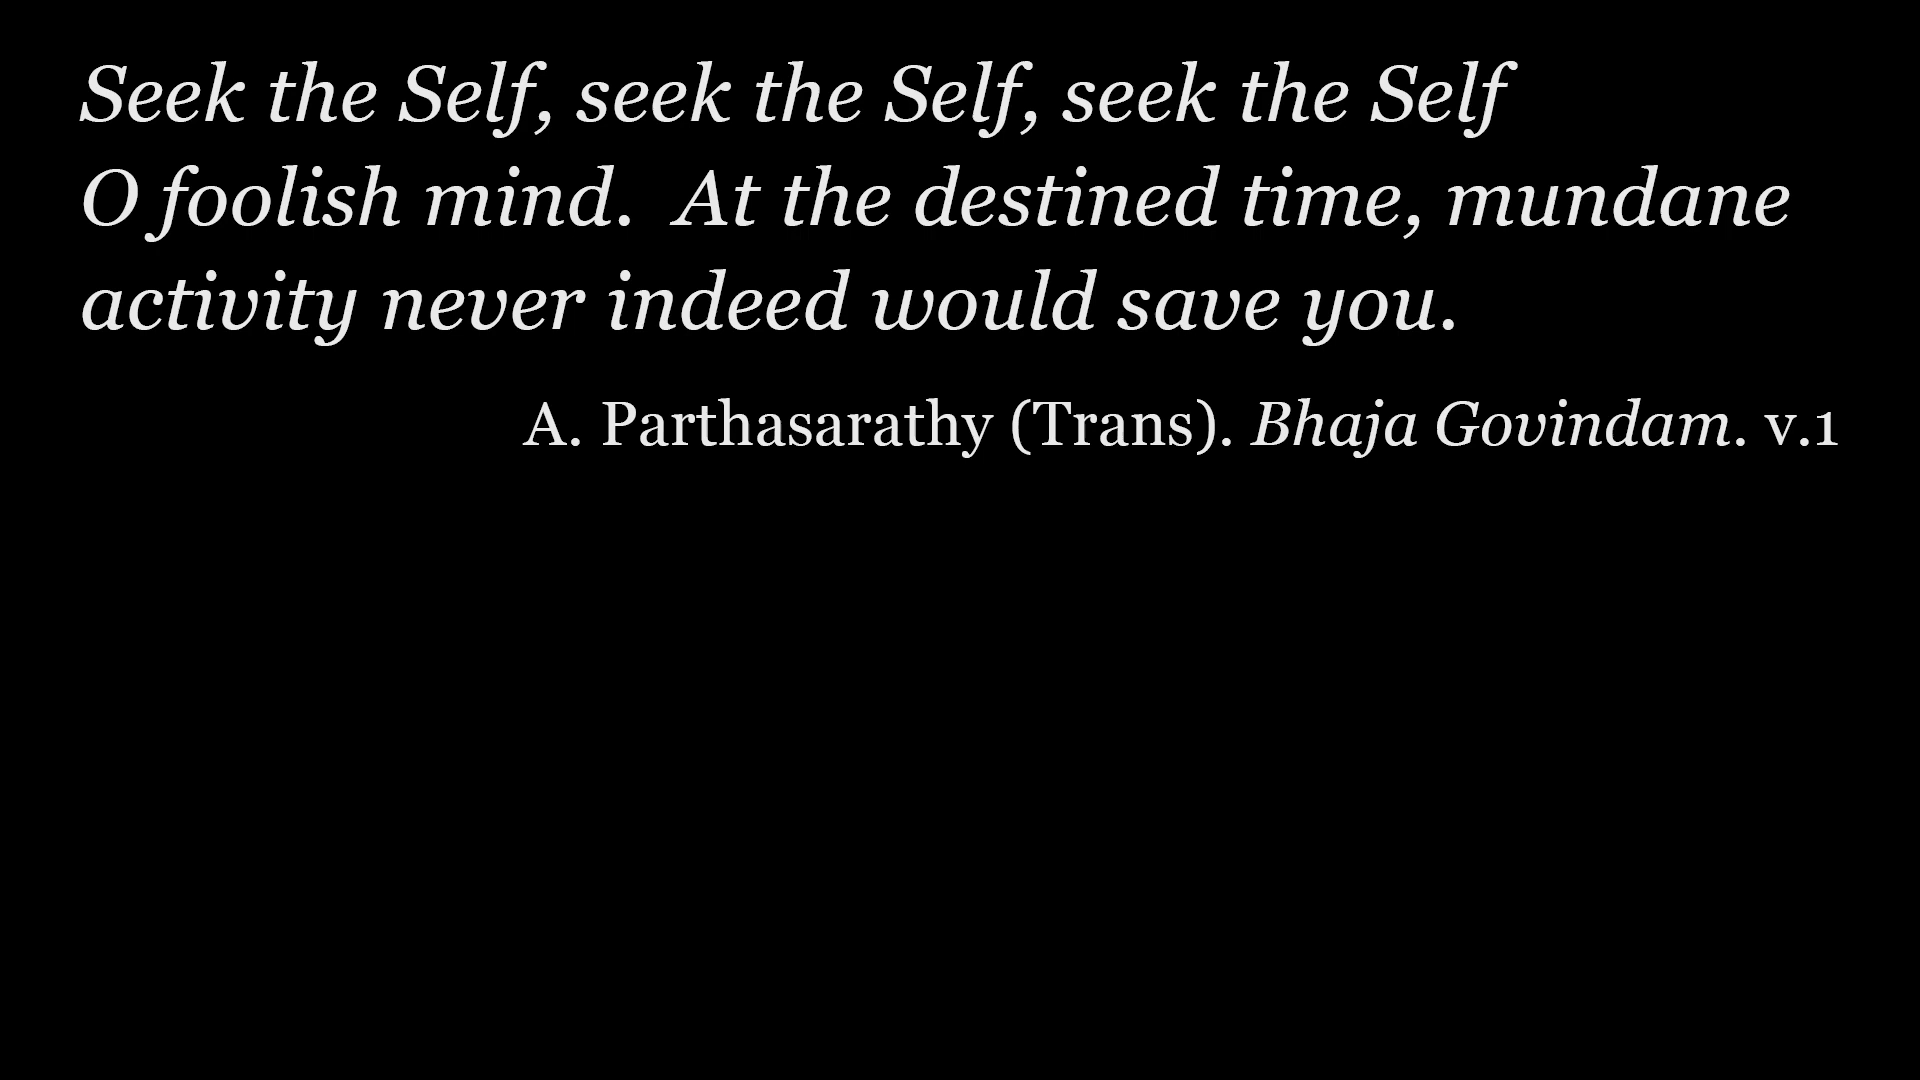 Seek the Self, seek the Self, seek the Self
O foolish mind.  At the destined time, mundane
activity never indeed would save you.
A. Parthasarathy (Trans). Bhaja Govindam. v.1